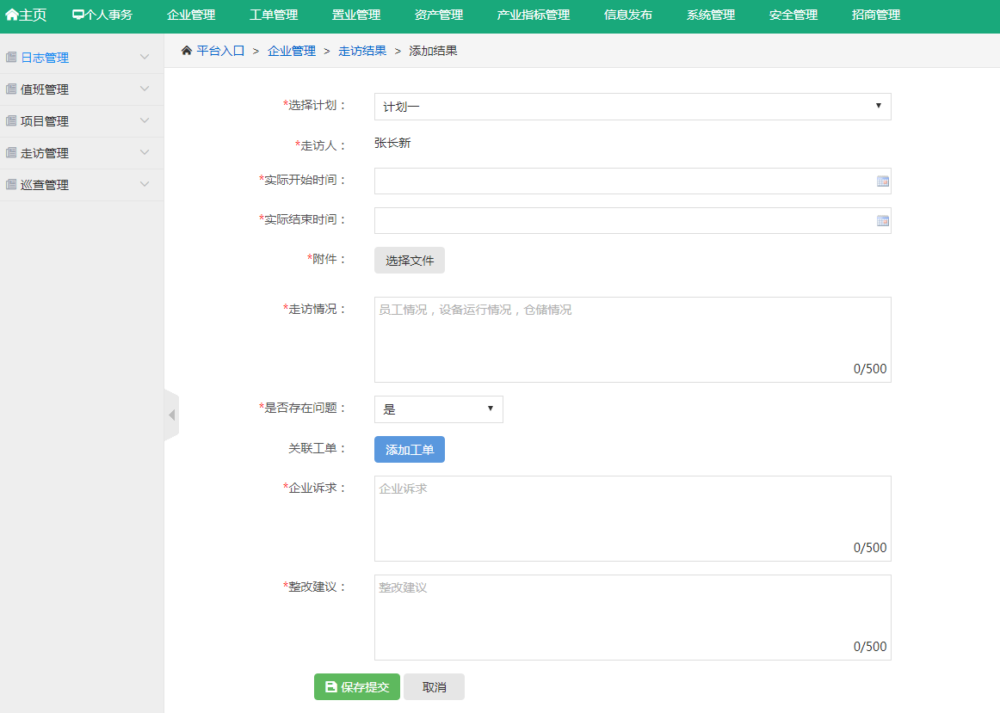 主页 个人事务 企业管理 工单管理 置业管理 资产管理 产业指标管理 信息发布 系统管理 安全管理 招商管理
平台入口 > 企业管理 > 走访结果 > 添加结果
日志管理
值班管理
项目管理
走访管理
巡查管理
*选择计划： 计划一
*走访人： 张长新
*实际开始时间：
*实际结束时间：
*附件： 选择文件
*走访情况： 员工情况，设备运行情况，仓储情况
0/500
*是否存在问题： 是
关联工单： 添加工单
*企业诉求： 企业诉求
0/500
*整改建议： 整改建议
0/500
保存提交 取消